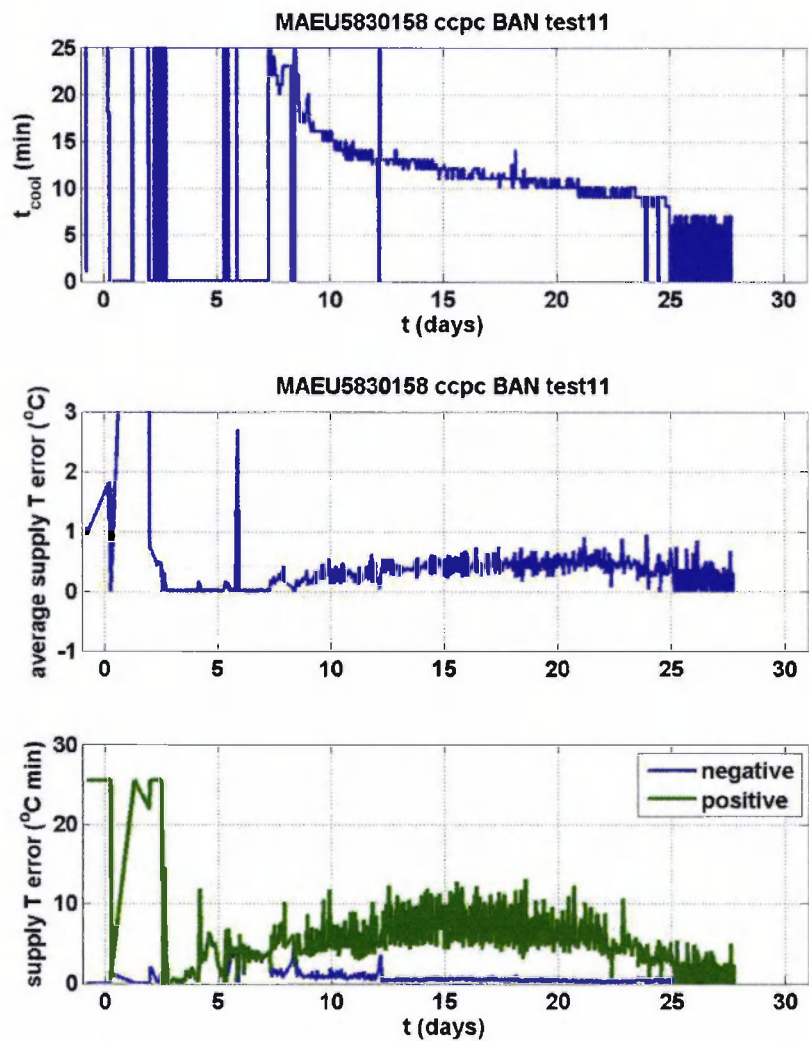 MAEU5830158 ccpc BAN test11
25
20
15
10
5
0
t_cool (min)
0 5 10 15 20 25 30
t (days)
MAEU5830158 ccpc BAN test11
3
2
1
0
-1
average supply T error (°C)
0 5 10 15 20 25 30
30
20
10
0
supply T error (°C min)
negative
positive
0 5 10 15 20 25 30
t (days)